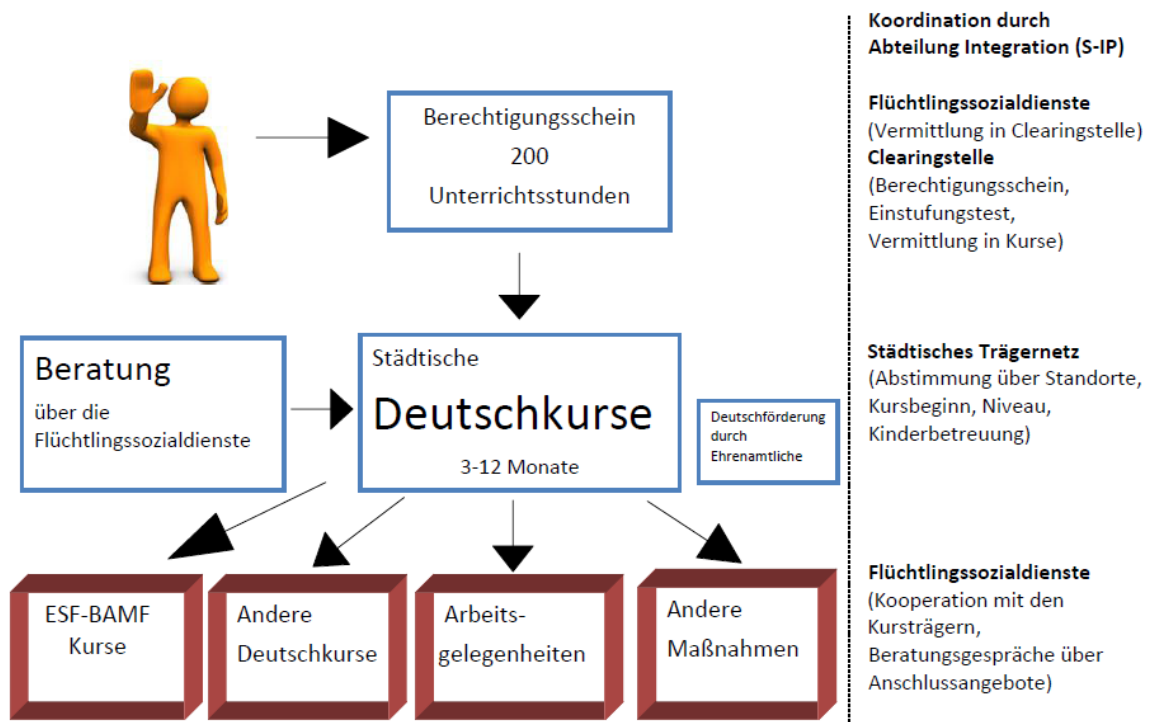 Koordination durch
Abteilung Integration (S-IP)
Berechtigungsschein
200
Unterrichtsstunden
Flüchtlingssozialdienste
(Vermittlung in Clearingstelle)
Clearingstelle
(Berechtigungsschein,
Einstufungstest,
Vermittlung in Kurse)
Beratung
über die
Flüchtlingssozialdienste
Städtische
Deutschkurse
3-12 Monate
Deutschförderung
durch
Ehrenamtliche
Städtisches Trägernetz
(Abstimmung über Standorte,
Kursbeginn, Niveau,
Kinderbetreuung)
ESF-BAMF
Kurse
Andere
Deutschkurse
Arbeits-
gelegenheiten
Andere
Maßnahmen
Flüchtlingssozialdienste
(Kooperation mit den
Kursträgern,
Beratungsgespräche über
Anschlussangebote)